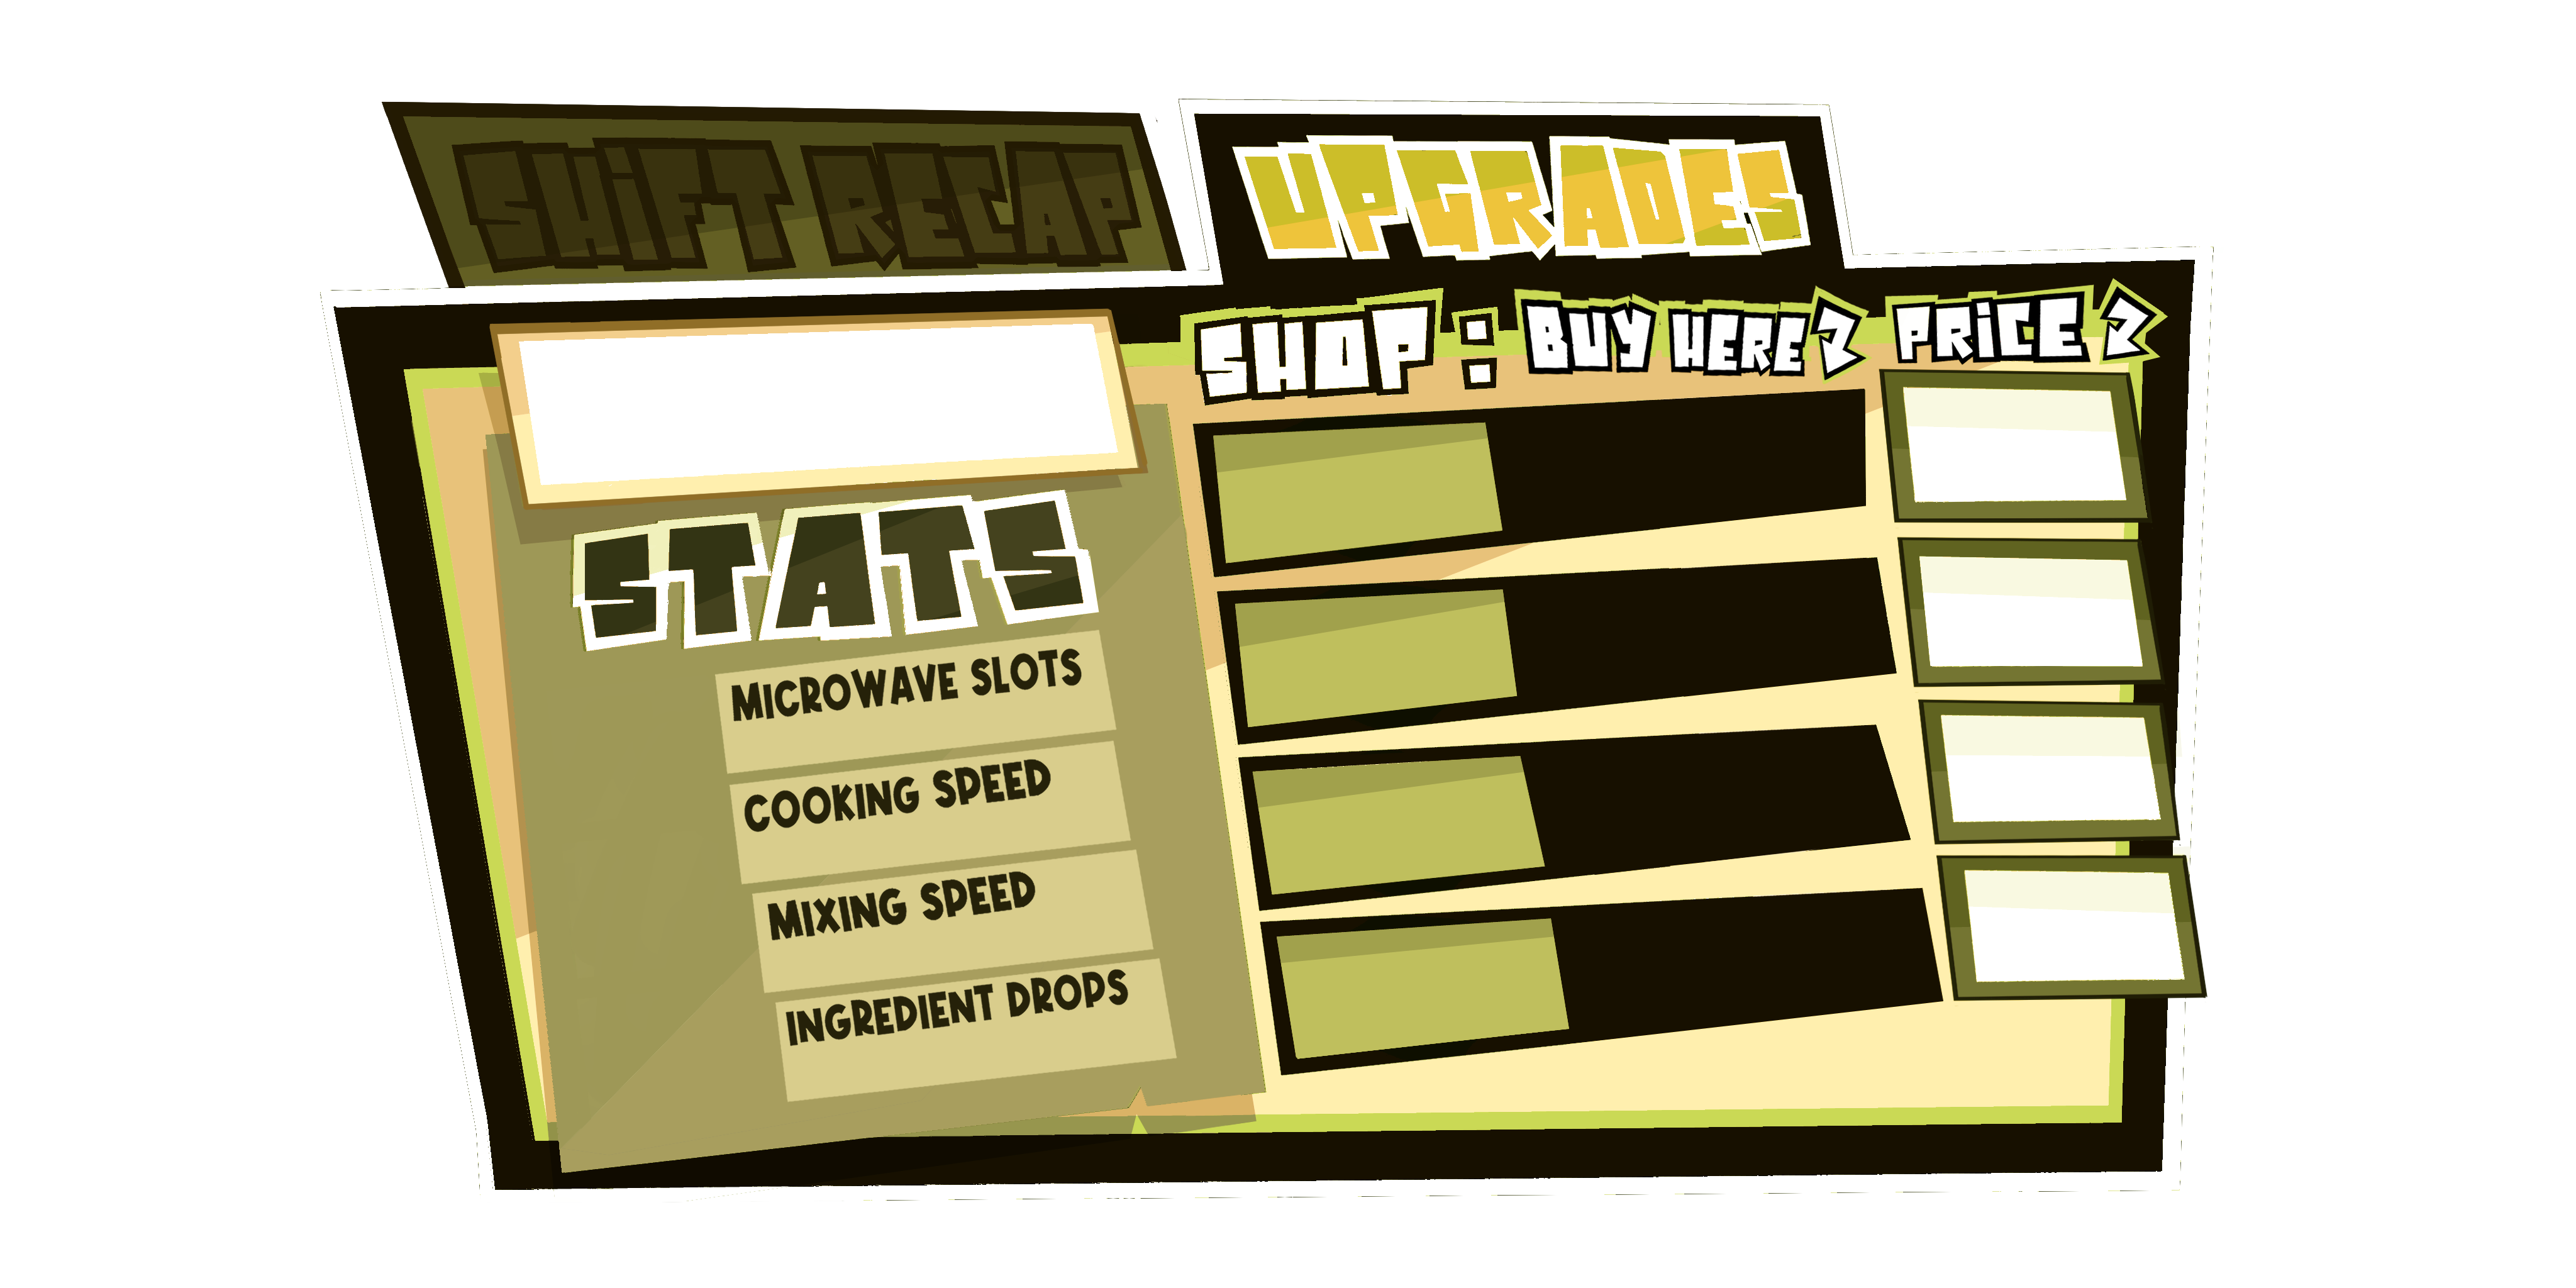 SHiFT RECAP
UPGRADES
SHOP : BUY HERE PRiCE
STATS
MICROWAVE SLOTS
COOKING SPEED
MIXING SPEED
INGREDIENT DROPS